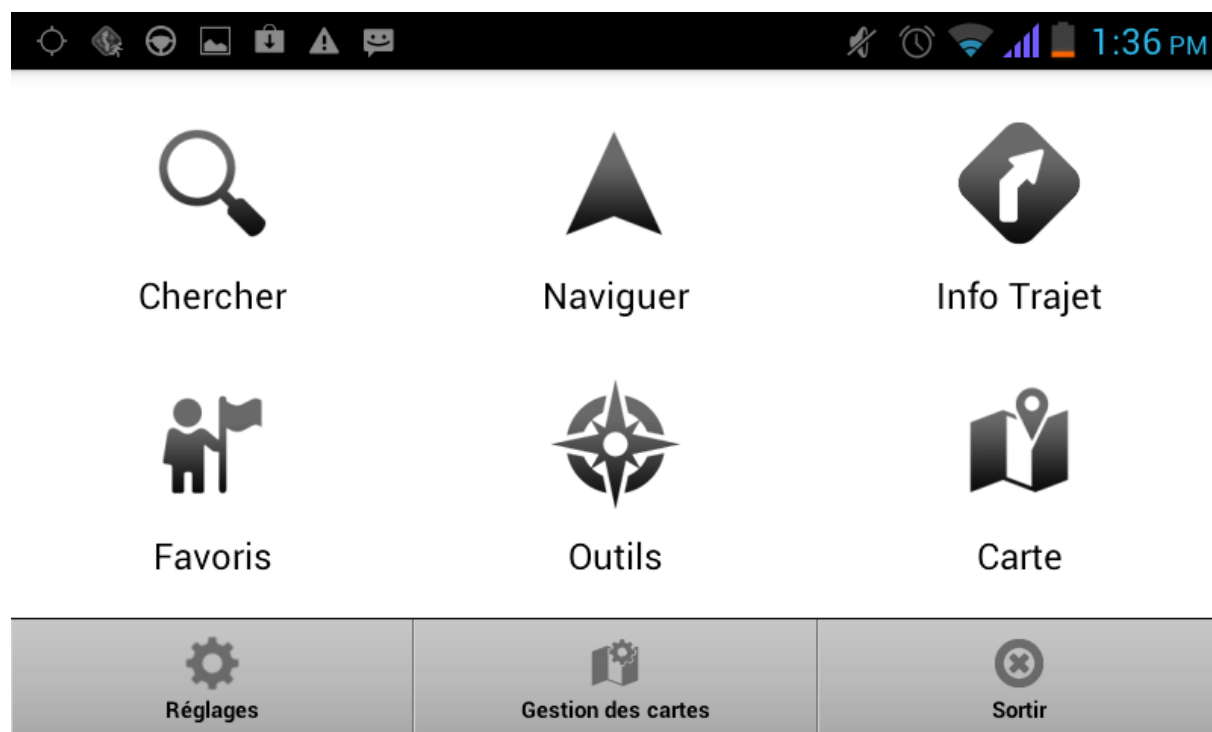 1:36 PM
Chercher
Naviguer
Info Trajet
Favoris
Outils
Carte
Réglages
Gestion des cartes
Sortir